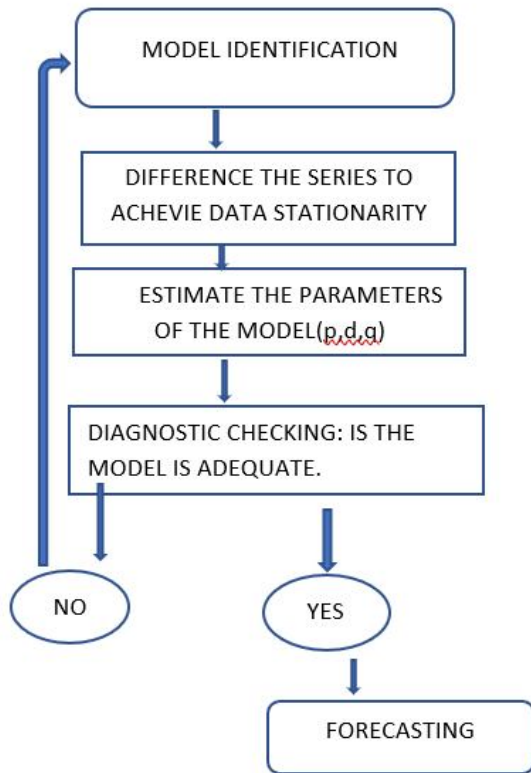 MODEL IDENTIFICATION
DIFFERENCE THE SERIES TO
ACHEVIE DATA STATIONARITY
ESTIMATE THE PARAMETERS
OF THE MODEL(p,d,q)
DIAGNOSTIC CHECKING: IS THE
MODEL IS ADEQUATE.
NO
YES
FORECASTING